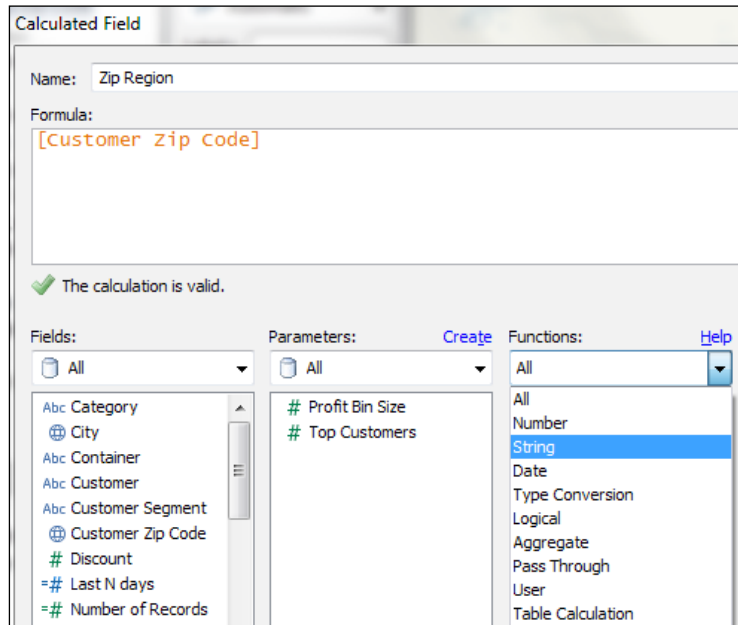 Calculated Field
Name: Zip Region
Formula:
[Customer Zip Code]
The calculation is valid.
Fields:
All
Abc Category
City
Abc Container
Abc Customer
Abc Customer Segment
Customer Zip Code
# Discount
=# Last N days
=# Number of Records
Parameters: Create
All
# Profit Bin Size
# Top Customers
Functions: Help
All
All
Number
String
Date
Type Conversion
Logical
Aggregate
Pass Through
User
Table Calculation